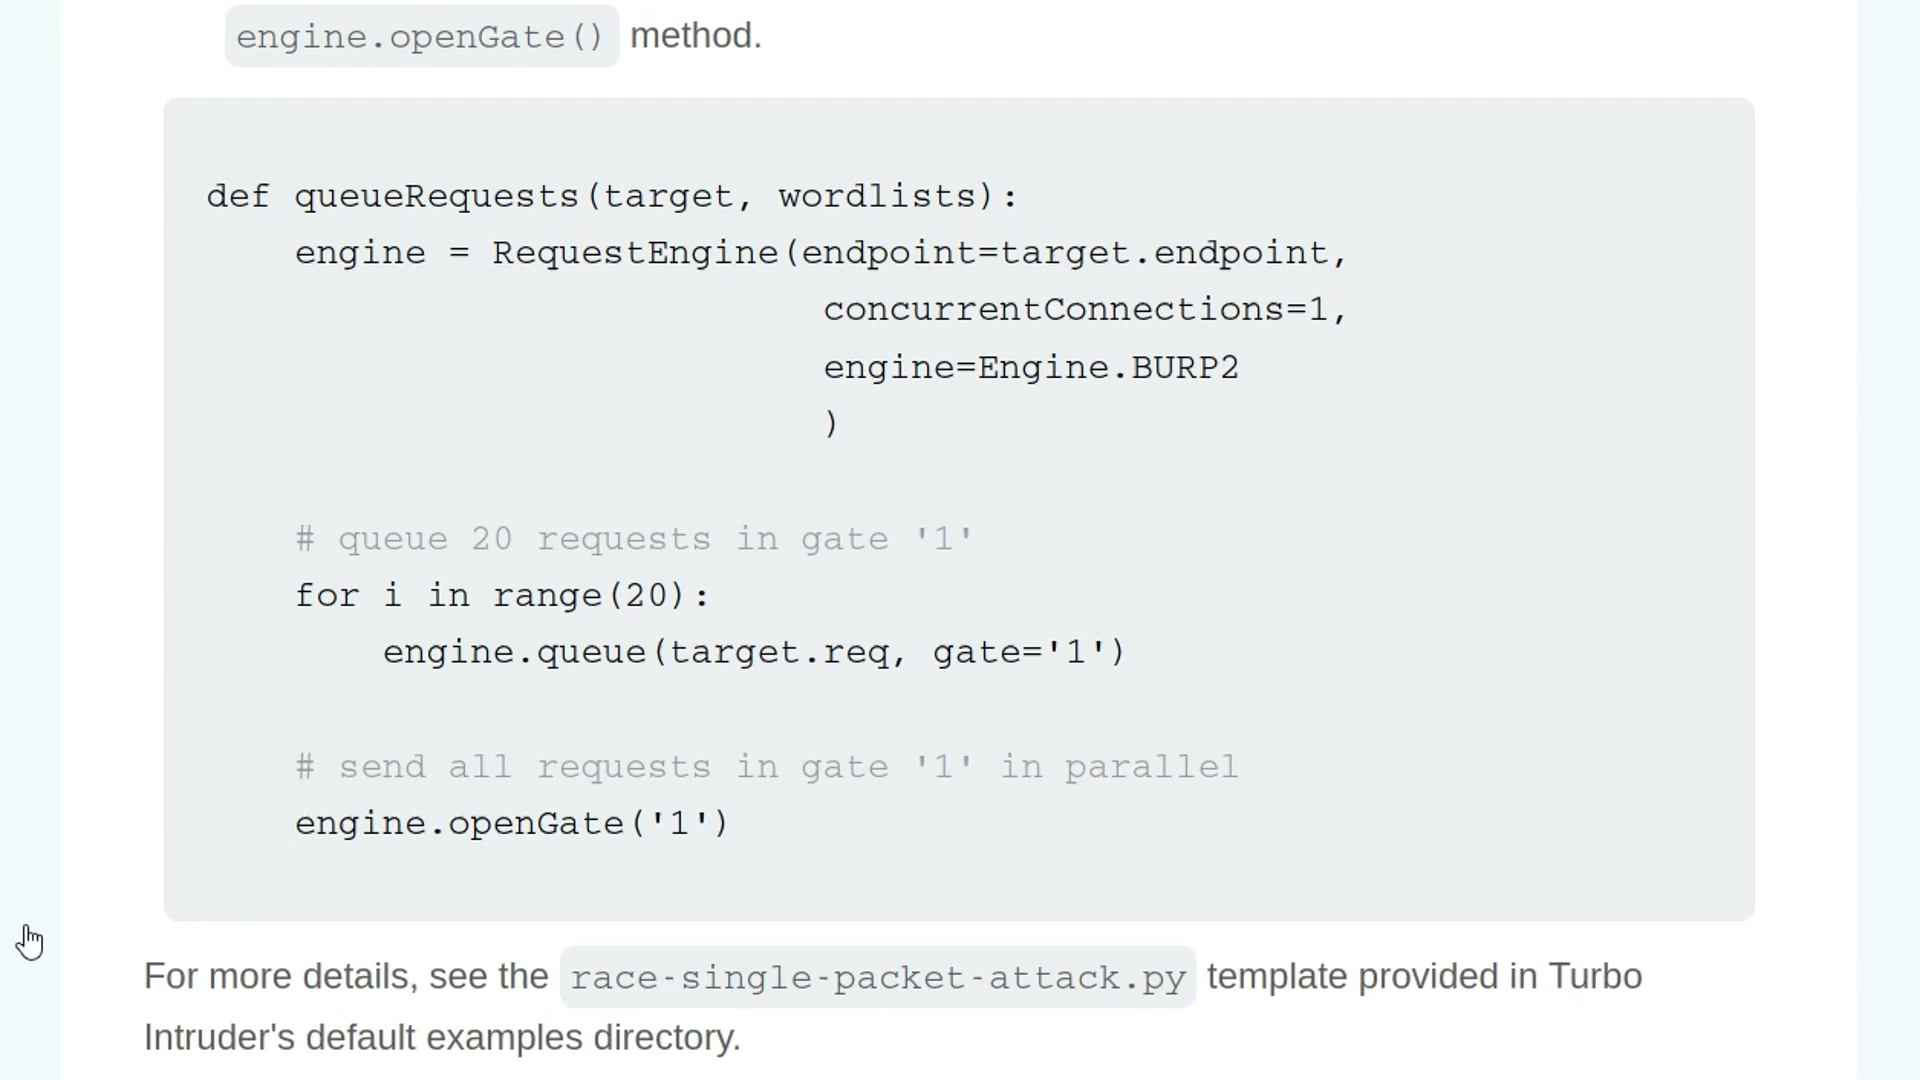 engine.openGate() method.
def queueRequests(target, wordlists):
    engine = RequestEngine(endpoint=target.endpoint,
                            concurrentConnections=1,
                            engine=Engine.BURP2
                            )
    # queue 20 requests in gate '1'
    for i in range(20):
        engine.queue(target.req, gate='1')
    # send all requests in gate '1' in parallel
    engine.openGate('1')
For more details, see the race-single-packet-attack.py template provided in Turbo
Intruder's default examples directory.